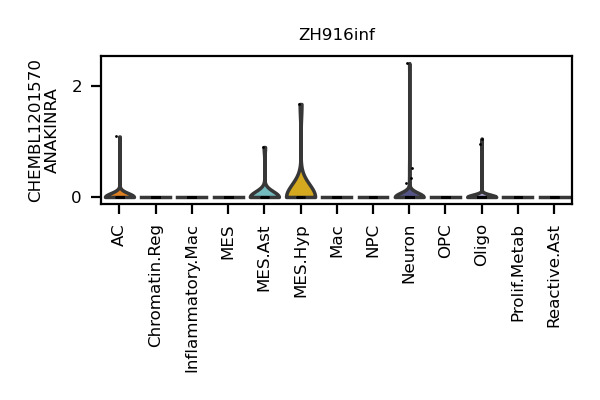 ZH916inf
CHEMBL1201570
ANAKINRA
2
0
AC
Chromatin.Reg
Inflammatory.Mac
MES
MES.Ast
MES.Hyp
Mac
NPC
Neuron
OPC
Oligo
Prolif.Metab
Reactive.Ast